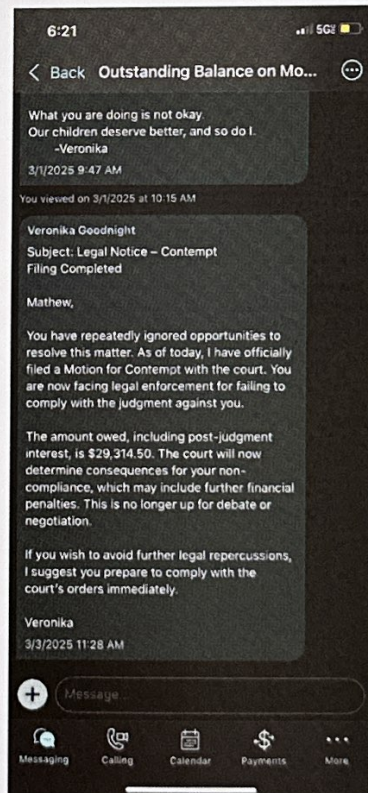 6:21
5G
Back Outstanding Balance on Mo...
What you are doing is not okay.
Our children deserve better, and so do I.
-Veronika
3/1/2025 9:47 AM
You viewed on 3/1/2025 at 10:15 AM
Veronika Goodnight
Subject: Legal Notice – Contempt
Filing Completed
Mathew,
You have repeatedly ignored opportunities to
resolve this matter. As of today, I have officially
filed a Motion for Contempt with the court. You
are now facing legal enforcement for failing to
comply with the judgment against you.
The amount owed, including post-judgment
interest, is $29,314.50. The court will now
determine consequences for your non-
compliance, which may include further financial
penalties. This is no longer up for debate or
negotiation.
If you wish to avoid further legal repercussions,
I suggest you prepare to comply with the
court's orders immediately.
Veronika
3/3/2025 11:28 AM
Message...
Messaging Calling Calendar Payments More